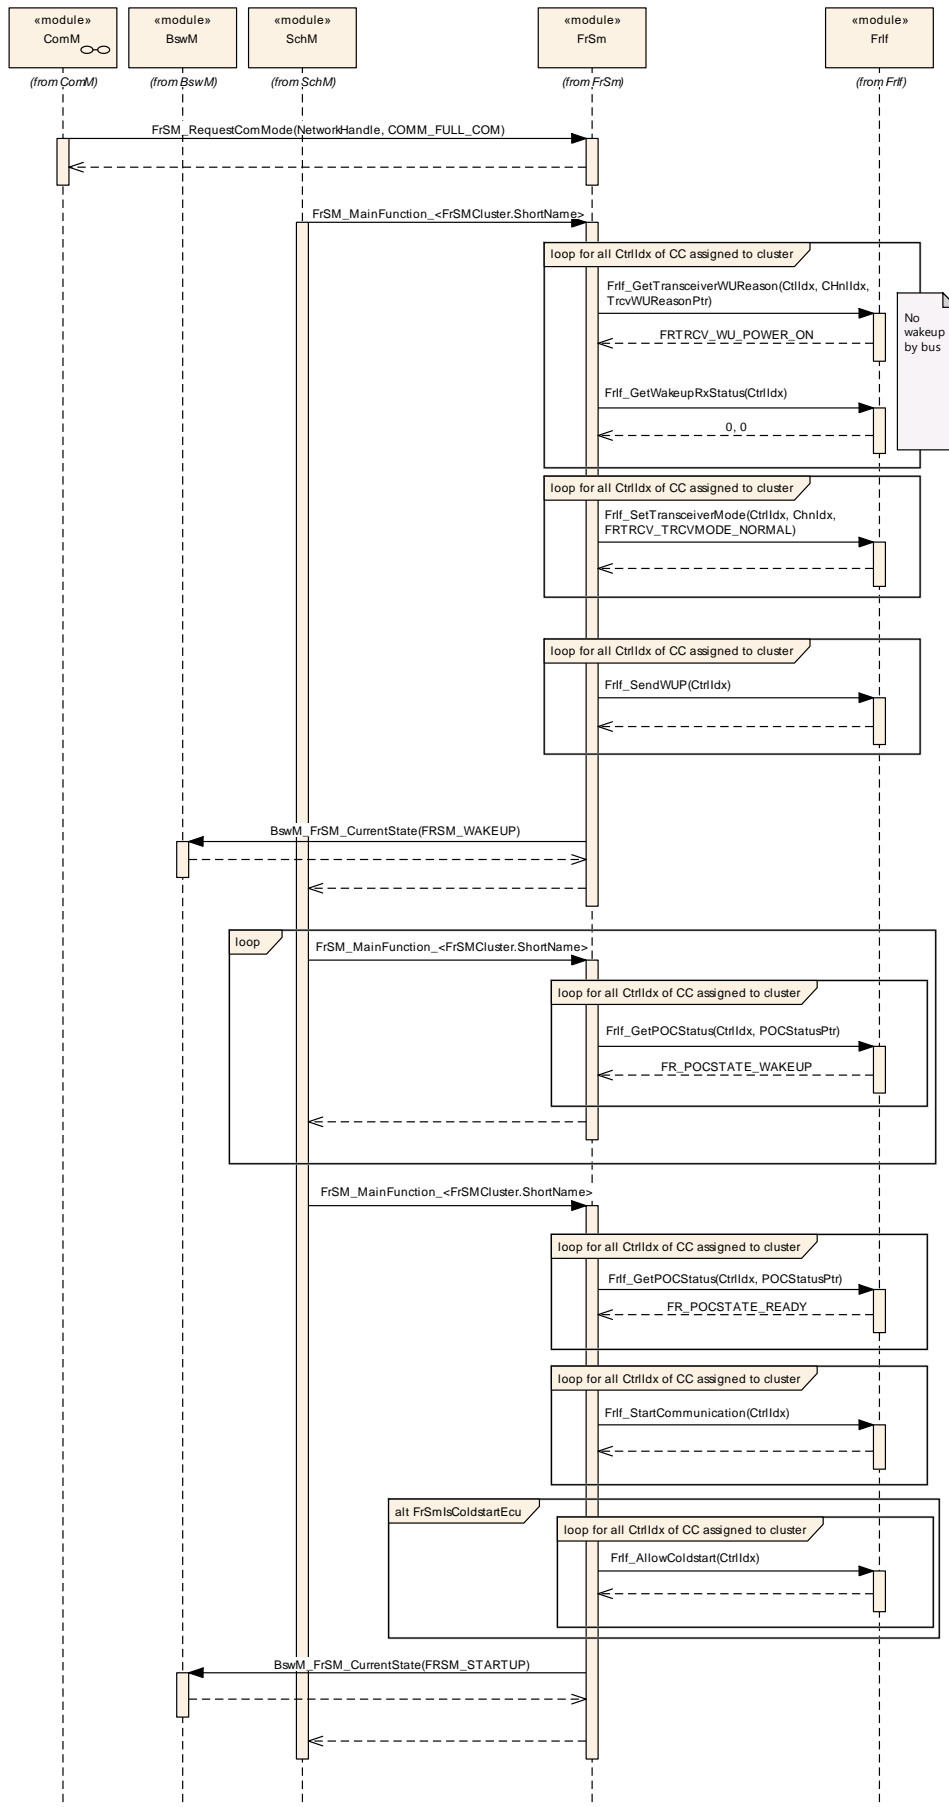 «module»
ComM
«module»
BswM
«module»
SchM
«module»
FrSm
«module»
FrIf
(from ComM)
(from BswM)
(from SchM)
(from FrSm)
(from FrIf)
FrSM_RequestComMode(NetworkHandle, COMM_FULL_COM)
FrSM_MainFunction_<FrSMCluster.ShortName>
loop for all CtrlIdx of CC assigned to cluster
FrIf_GetTransceiverWUReason(CtlIdx, CHnlIdx,
TrcvWUReasonPtr)
No
wakeup
by bus
FRTRCV_WU_POWER_ON
FrIf_GetWakeupRxStatus(CtrlIdx)
0, 0
loop for all CtrlIdx of CC assigned to cluster
FrIf_SetTransceiverMode(CtrlIdx, ChnIdx,
FRTRCV_TRCVMODE_NORMAL)
loop for all CtrlIdx of CC assigned to cluster
FrIf_SendWUP(CtrlIdx)
BswM_FrSM_CurrentState(FRSM_WAKEUP)
loop
FrSM_MainFunction_<FrSMCluster.ShortName>
loop for all CtrlIdx of CC assigned to cluster
FrIf_GetPOCStatus(CtrlIdx, POCStatusPtr)
FR_POCSTATE_WAKEUP
FrSM_MainFunction_<FrSMCluster.ShortName>
loop for all CtrlIdx of CC assigned to cluster
FrIf_GetPOCStatus(CtrlIdx, POCStatusPtr)
FR_POCSTATE_READY
loop for all CtrlIdx of CC assigned to cluster
FrIf_StartCommunication(CtrlIdx)
alt FrSmIsColdstartEcu
loop for all CtrlIdx of CC assigned to cluster
FrIf_AllowColdstart(CtrlIdx)
BswM_FrSM_CurrentState(FRSM_STARTUP)